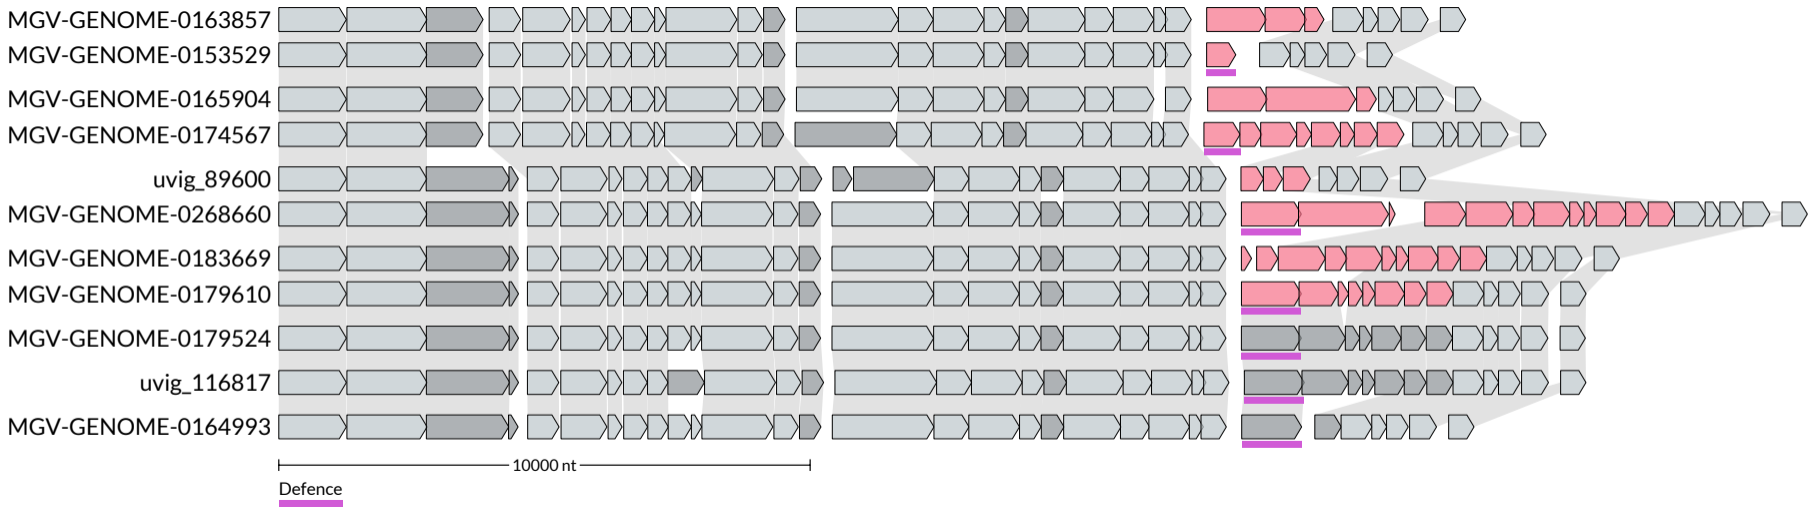 MGV-GENOME-0163857
MGV-GENOME-0153529
MGV-GENOME-0165904
MGV-GENOME-0174567
uvig_89600
MGV-GENOME-0268660
MGV-GENOME-0183669
MGV-GENOME-0179610
MGV-GENOME-0179524
uvig_116817
MGV-GENOME-0164993
10000 nt
Defence